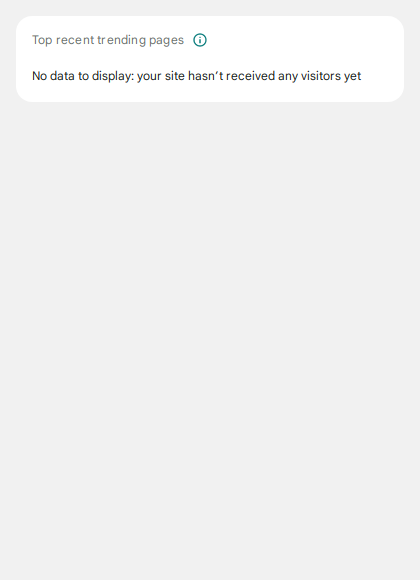 Top recent trending pages
No data to display: your site hasn’t received any visitors yet